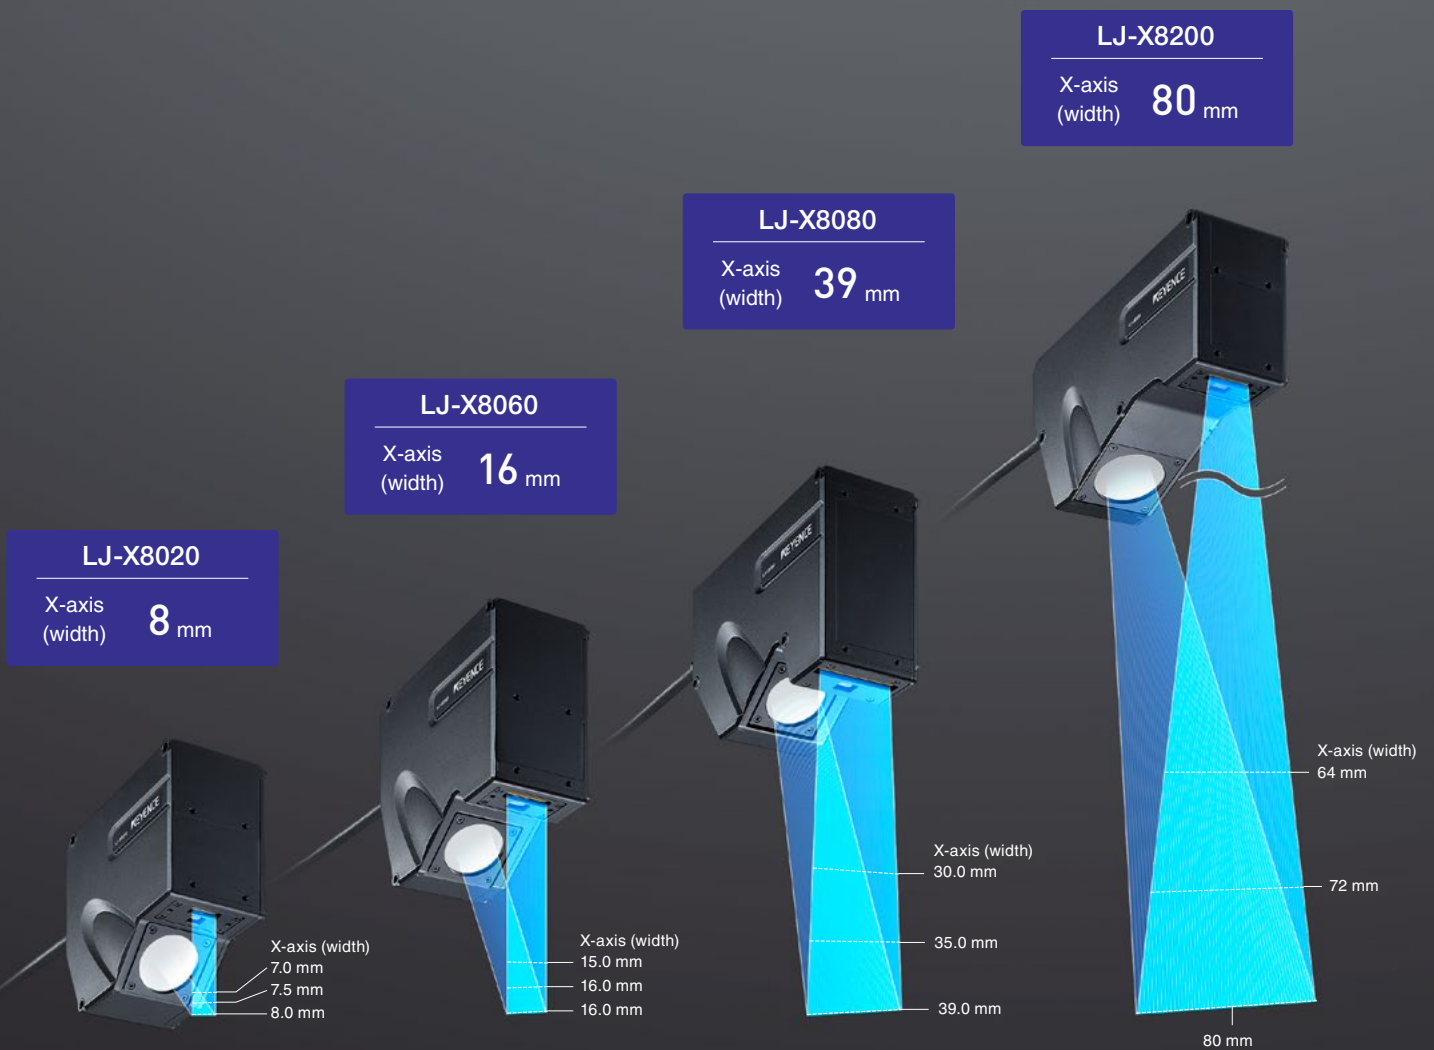 LJ-X8200
X-axis
(width)
80 mm
LJ-X8080
X-axis
(width)
39 mm
LJ-X8060
X-axis
(width)
16 mm
LJ-X8020
X-axis
(width)
8 mm
KEYENCE
KEYENCE
KEYENCE
KEYENCE
X-axis (width)
7.0 mm
7.5 mm
8.0 mm
X-axis (width)
15.0 mm
16.0 mm
16.0 mm
X-axis (width)
30.0 mm
35.0 mm
39.0 mm
X-axis (width)
64 mm
72 mm
80 mm